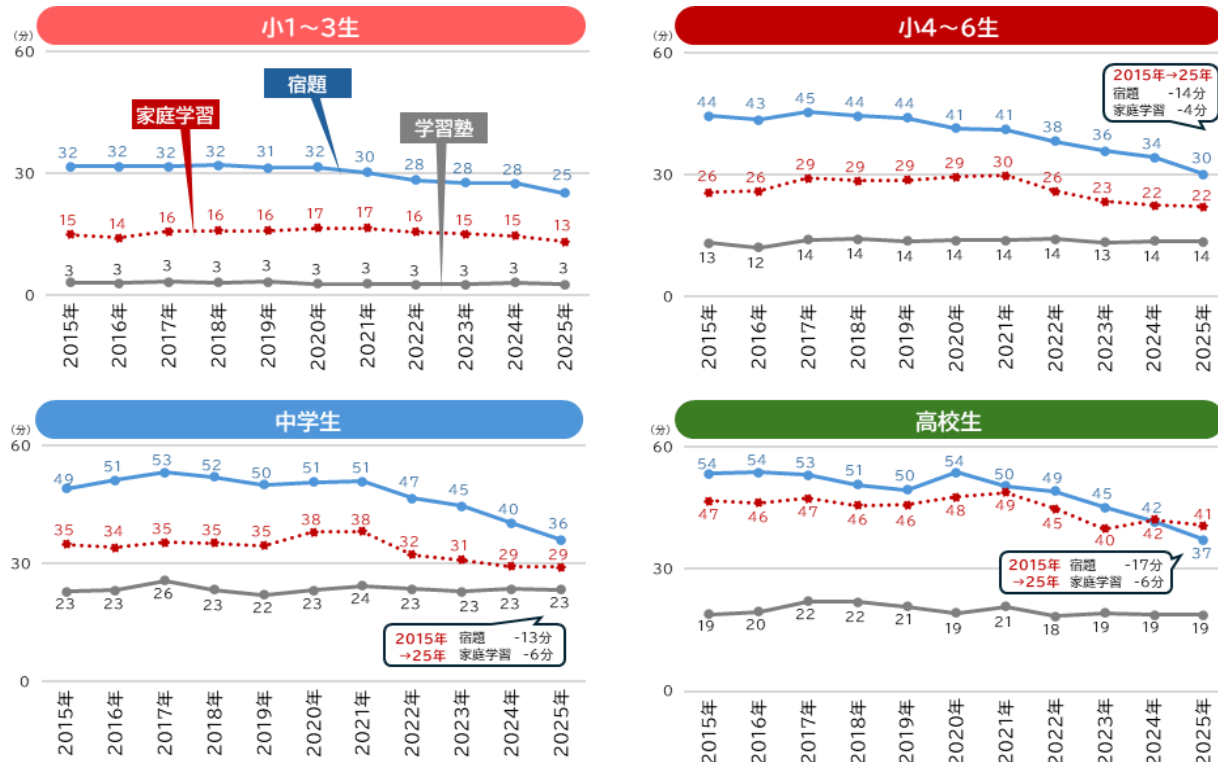 小1～3生
(分)
60
宿題
家庭学習
学習塾
32 32 32 32 31 32 30 28 28 28 25
30
15 14 16 16 16 17 17 16 15 15 13
3 3 3 3 3 3 3 3 3 3 3
0
2015年 2016年 2017年 2018年 2019年 2020年 2021年 2022年 2023年 2024年 2025年
小4～6生
(分)
60
2015年→25年
宿題 -14分
家庭学習 -4分
44 43 45 44 44 41 41 38 36 34 30
30
26 26 29 29 29 29 30 26 23 22 22
13 12 14 14 14 14 14 14 13 14 14
0
2015年 2016年 2017年 2018年 2019年 2020年 2021年 2022年 2023年 2024年 2025年
中学生
(分)
60
49 51 53 52 50 51 51 47 45 40 36
35 34 35 35 35 38 38 32 31 29 29
30
23 23 26 23 22 23 24 23 23 23 23
2015年 宿題 -13分
→25年 家庭学習 -6分
0
2015年 2016年 2017年 2018年 2019年 2020年 2021年 2022年 2023年 2024年 2025年
高校生
(分)
60
54 54 53 51 50 54 50 49 45 42 37
47 46 47 46 46 48 49 45 40 42 41
2015年 宿題 -17分
→25年 家庭学習 -6分
30
19 20 22 22 21 19 21 18 19 19 19
0
2015年 2016年 2017年 2018年 2019年 2020年 2021年 2022年 2023年 2024年 2025年